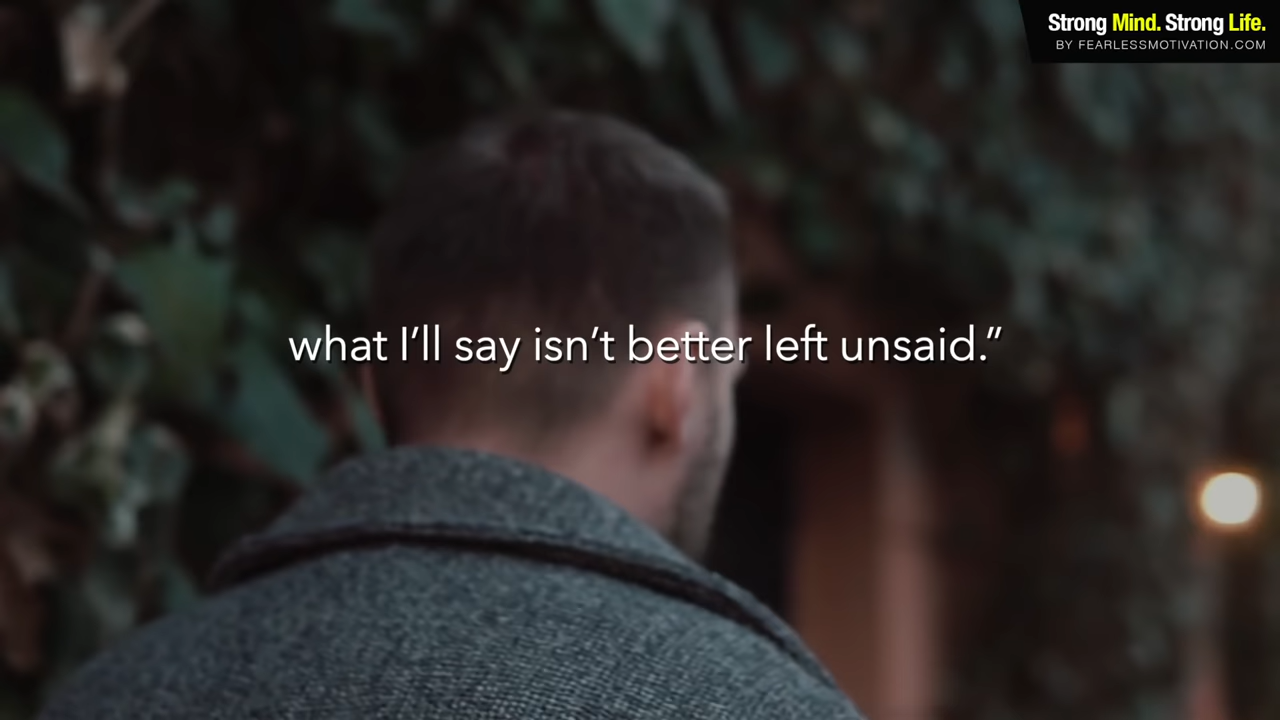 Strong Mind. Strong Life.
BY FEARLESSMOTIVATION.COM
what I’ll say isn’t better left unsaid.”